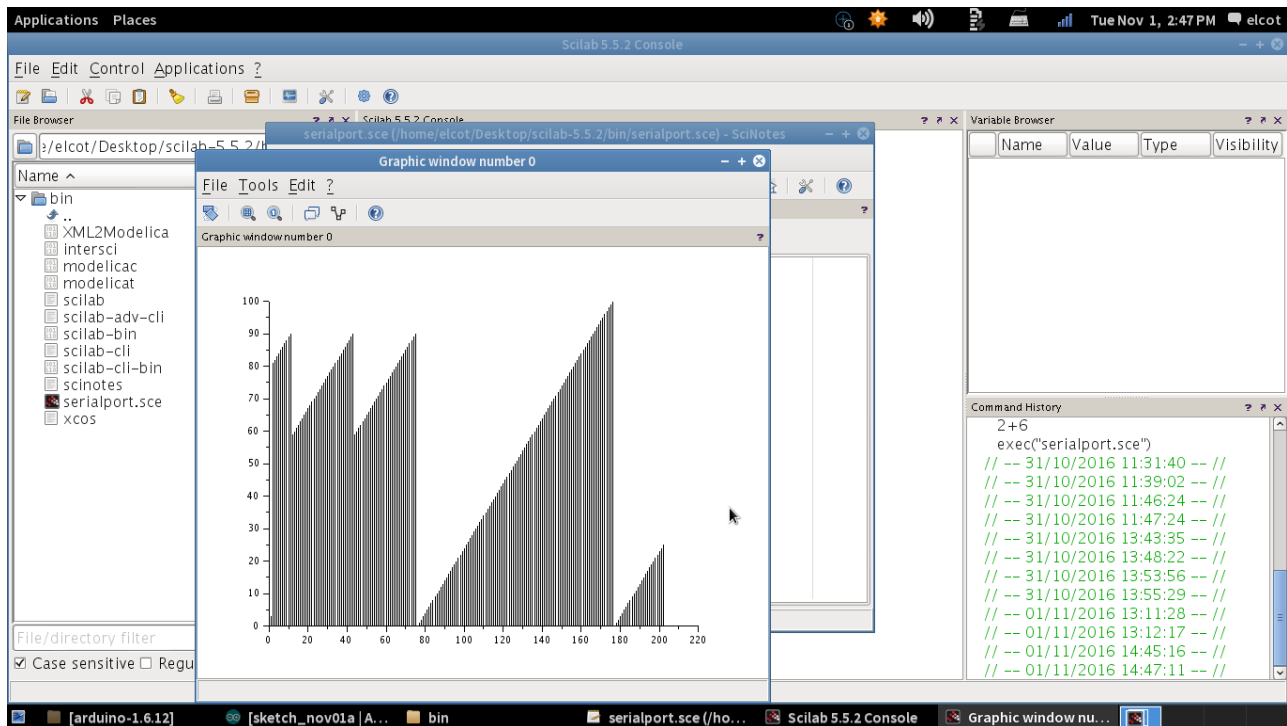 Applications Places
Tue Nov 1, 2:47 PM elcot
Scilab 5.5.2 Console
File Edit Control Applications ?
File Browser
Scilab 5.5.2 Console
Variable Browser
serialport.sce (/home/elcot/Desktop/scilab-5.5.2/bin/serialport.sce) - SciNotes
Name Value Type Visibility
Name
bin
..
XML2Modelica
intersci
modelicac
modelicat
scilab
scilab-adv-cli
scilab-bin
scilab-cli
scilab-cli-bin
scinotes
serialport.sce
xcos
File/directory filter
Case sensitive
Graphic window number 0
File Tools Edit ?
Graphic window number 0
100
90
80
70
60
50
40
30
20
10
0
0 20 40 60 80 100 120 140 160 180 200 220
Command History
2+6
exec("serialport.sce")
// -- 31/10/2016 11:31:40 -- //
// -- 31/10/2016 11:39:02 -- //
// -- 31/10/2016 11:46:24 -- //
// -- 31/10/2016 11:47:24 -- //
// -- 31/10/2016 13:43:35 -- //
// -- 31/10/2016 13:48:22 -- //
// -- 31/10/2016 13:53:56 -- //
// -- 31/10/2016 13:55:29 -- //
// -- 01/11/2016 13:11:28 -- //
// -- 01/11/2016 13:12:17 -- //
// -- 01/11/2016 14:45:16 -- //
// -- 01/11/2016 14:47:11 -- //
[arduino-1.6.12] [sketch_nov01a | A... bin serialport.sce (/ho... Scilab 5.5.2 Console Graphic window nu...